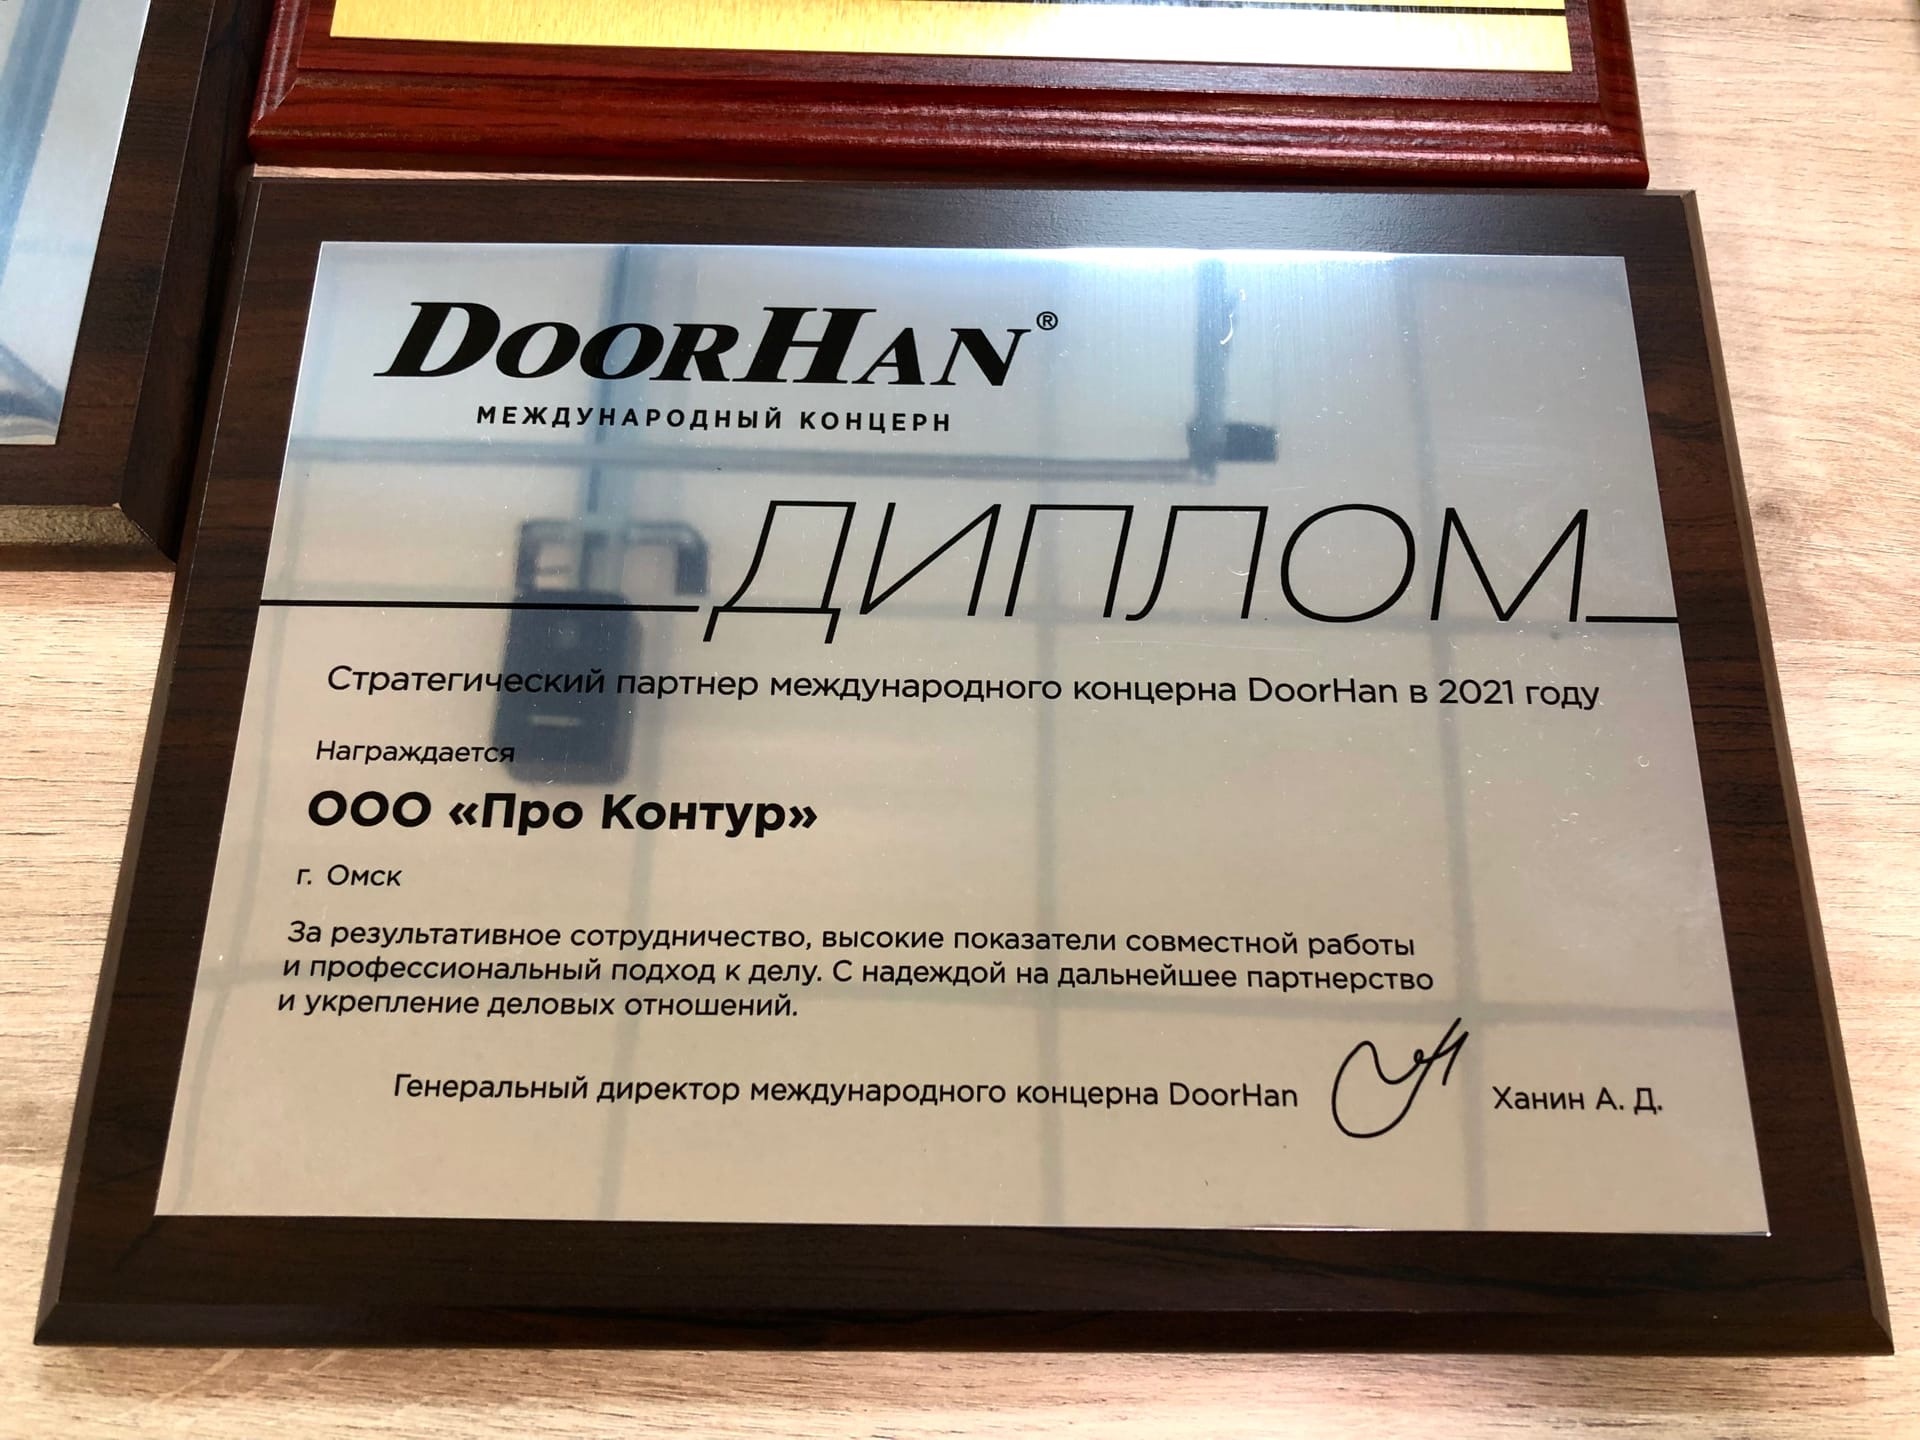 DOORHAN®
МЕЖДУНАРОДНЫЙ КОНЦЕРН
ДИПЛОМ
Стратегический партнер международного концерна DoorHan в 2021 году
Награждается
ООО «Про Контур»
г. Омск
За результативное сотрудничество, высокие показатели совместной работы
и профессиональный подход к делу. С надеждой на дальнейшее партнерство
и укрепление деловых отношений.
Генеральный директор международного концерна DoorHan Ханин А. Д.